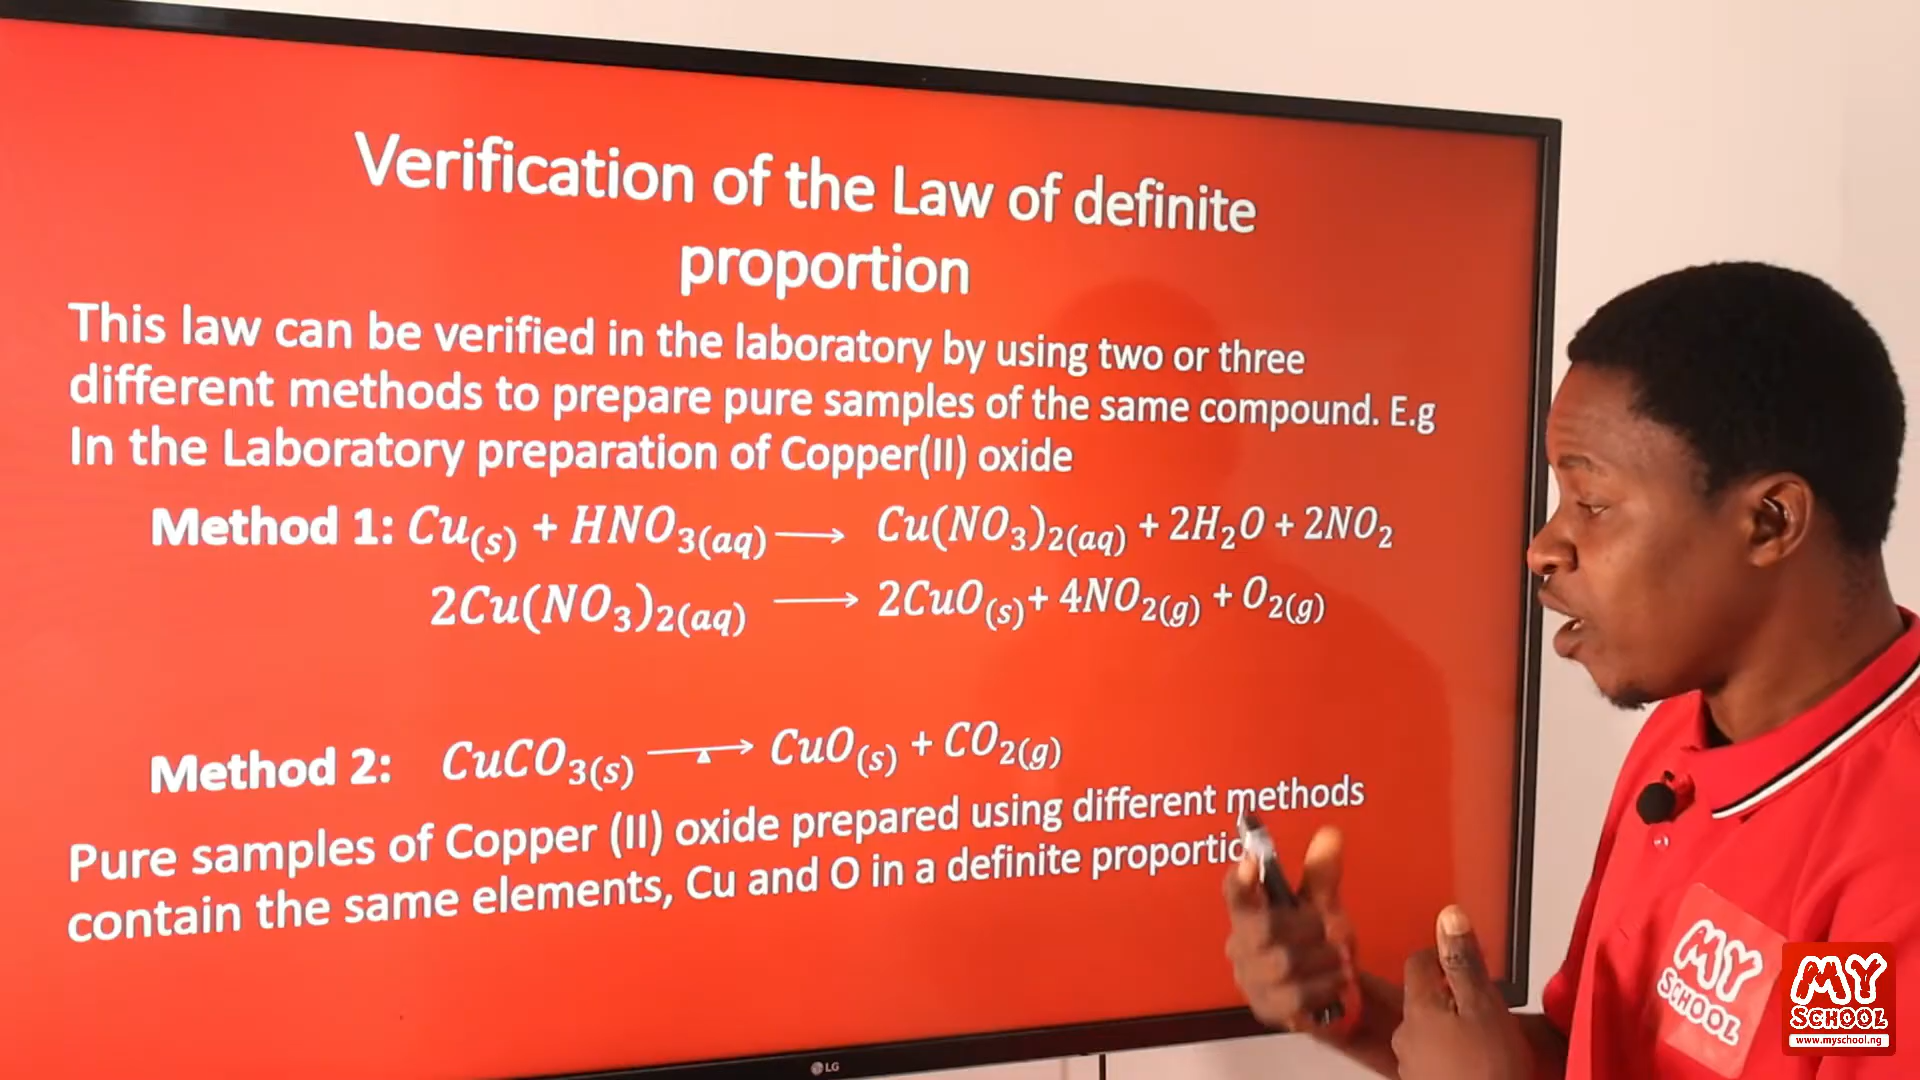 Verification of the Law of definite
proportion
This law can be verified in the laboratory by using two or three
different methods to prepare pure samples of the same compound. E.g
In the Laboratory preparation of Copper(II) oxide
Method 1: Cu(s) + HNO3(aq) ⟶ Cu(NO3)2(aq) + 2H2O + 2NO2
2Cu(NO3)2(aq) ⟶ 2CuO(s) + 4NO2(g) + O2(g)
Method 2: CuCO3(s) ⟶ CuO(s) + CO2(g)
Pure samples of Copper (II) oxide prepared using different methods
contain the same elements, Cu and O in a definite
LG
MY
SCHOOL
MY
SCHOOL
www.myschool.ng